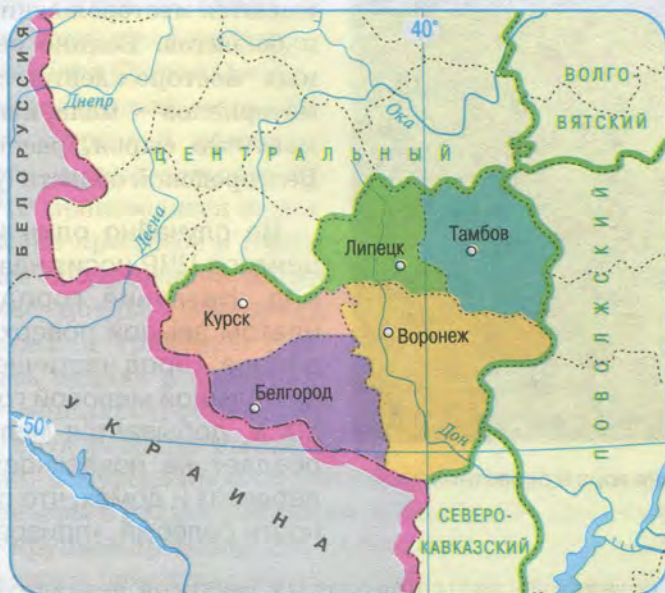 40°
ВОЛГО
ВЯТСКИЙ
БЕЛОРУССИЯ
Днепр
Ока
ЦЕНТРАЛЬНЫЙ
Десна
Липецк
Тамбов
ПОВОЛЖСКИЙ
Курск
Воронеж
Белгород
50°
УКРАИНА
Дон
СЕВЕРО-
КАВКАЗСКИЙ
40°